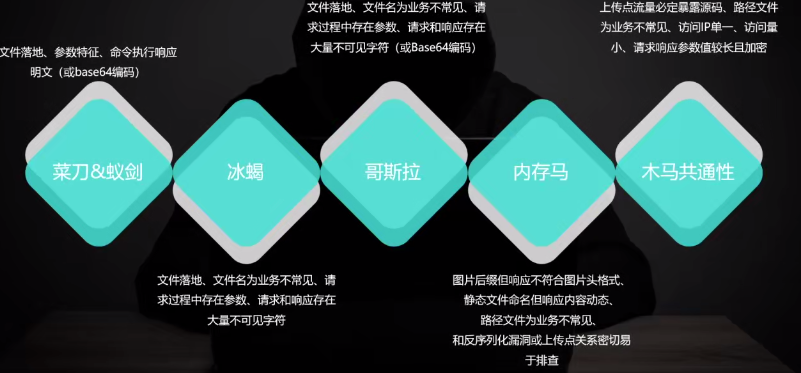 文件落地、参数特征、命令执行响应
明文（或base64编码）
菜刀&蚁剑
文件落地、文件名为业务不常见、请
求过程中存在参数、请求和响应存在
大量不可见字符
冰蝎
文件落地、文件名为业务不常见、请
求过程中存在参数、请求和响应存在
大量不可见字符（或Base64编码）
哥斯拉
图片后缀但响应不符合图片头格式、
静态文件命名但响应内容动态、
路径文件为业务不常见、
和反序列化漏洞或上传点关系密切易
于排查
内存马
上传点流量必定暴露源码、路径文件
为业务不常见、访问IP单一、访问量
小、请求响应参数值较长且加密
木马共通性